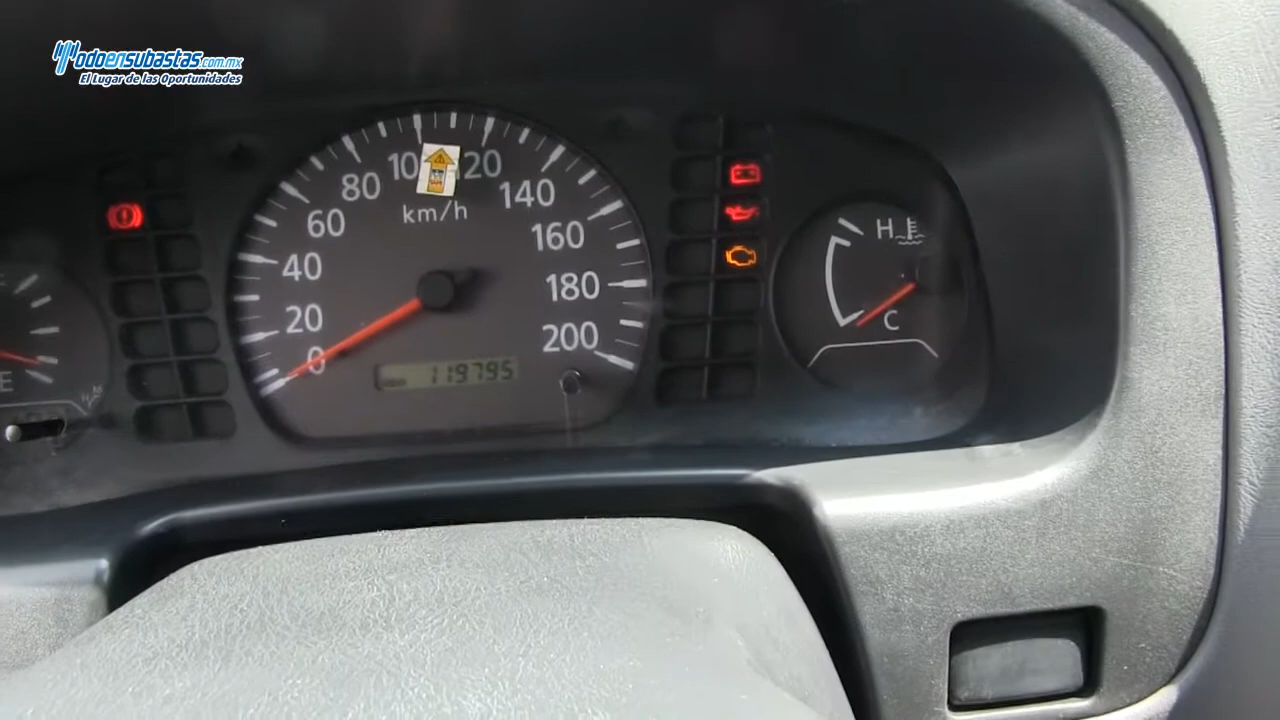 Todoensubastas.com.mx
El Lugar de las Oportunidades
0
20
40
60
80
120
140
160
180
200
km/h
119795
H
C
E